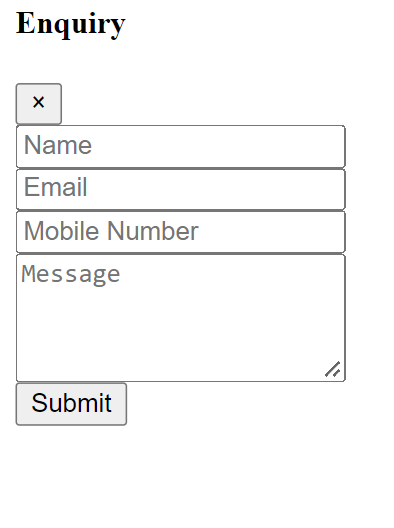 Enquiry
×
Name
Email
Mobile Number
Message
Submit